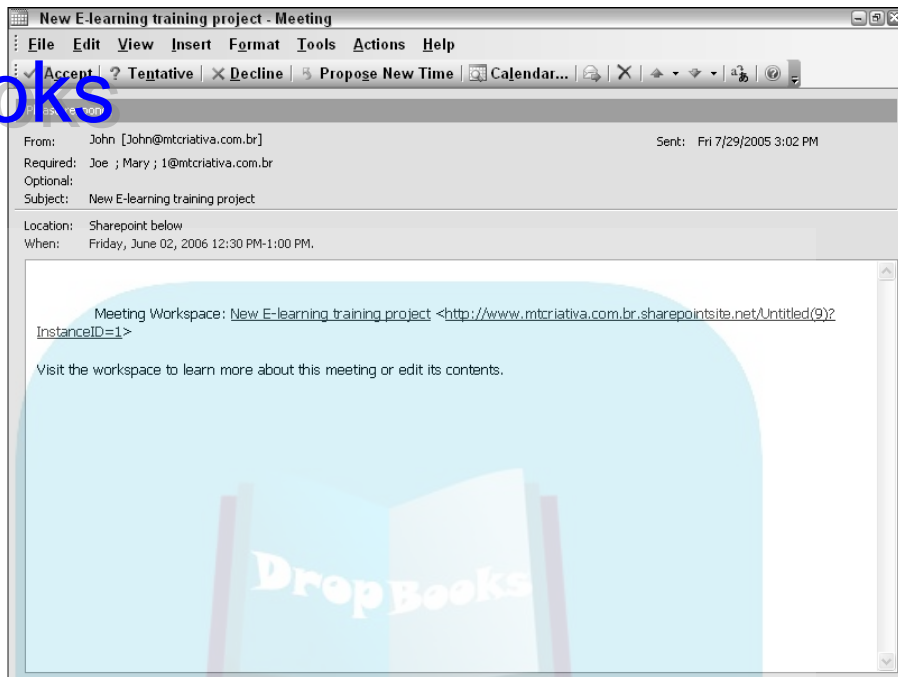 New E-learning training project - Meeting
File Edit View Insert Format Tools Actions Help
Accept ? Tentative Decline Propose New Time Calendar...
oks
Please respond.
From: John [John@mtcriativa.com.br] Sent: Fri 7/29/2005 3:02 PM
Required: Joe ; Mary ; 1@mtcriativa.com.br
Optional:
Subject: New E-learning training project
Location: Sharepoint below
When: Friday, June 02, 2006 12:30 PM-1:00 PM.
Meeting Workspace: New E-learning training project <http://www.mtcriativa.com.br.sharepointsite.net/Untitled(9)?
InstanceID=1>
Visit the workspace to learn more about this meeting or edit its contents.
DropBooks